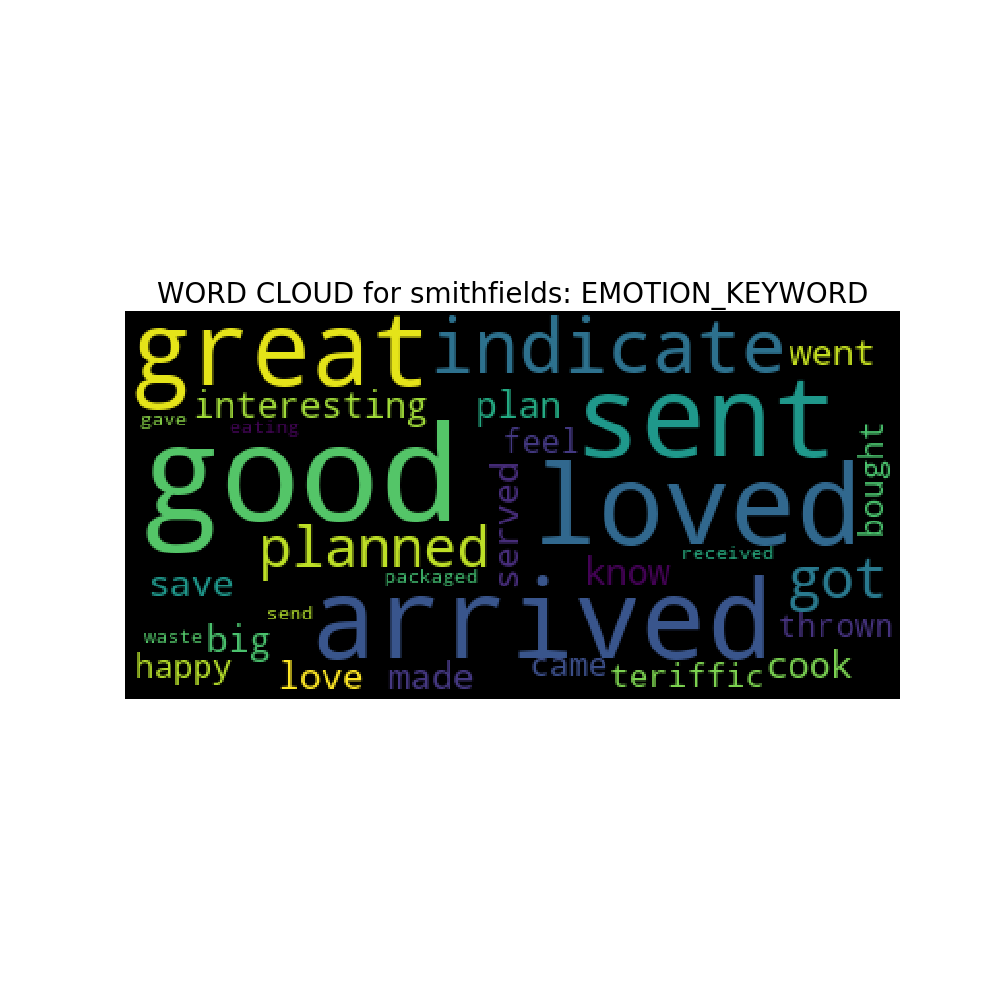 WORD CLOUD for smithfields: EMOTION_KEYWORD
great
indicate
went
interesting
plan
sent
gave
eating
feel
bought
good
loved
served
planned
received
packaged
know
got
save
send
arrived
thrown
waste
big
happy
love
made
came
teriffic
cook